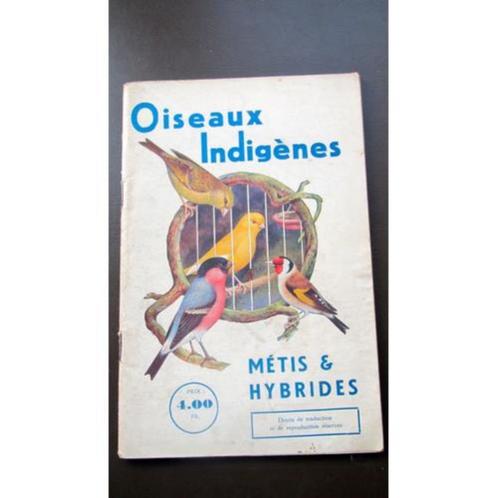 Oiseaux
Indigènes
MÉTIS &
HYBRIDES
PRIX :
4.00
FR.
Droits de traduction
et de reproduction réservés